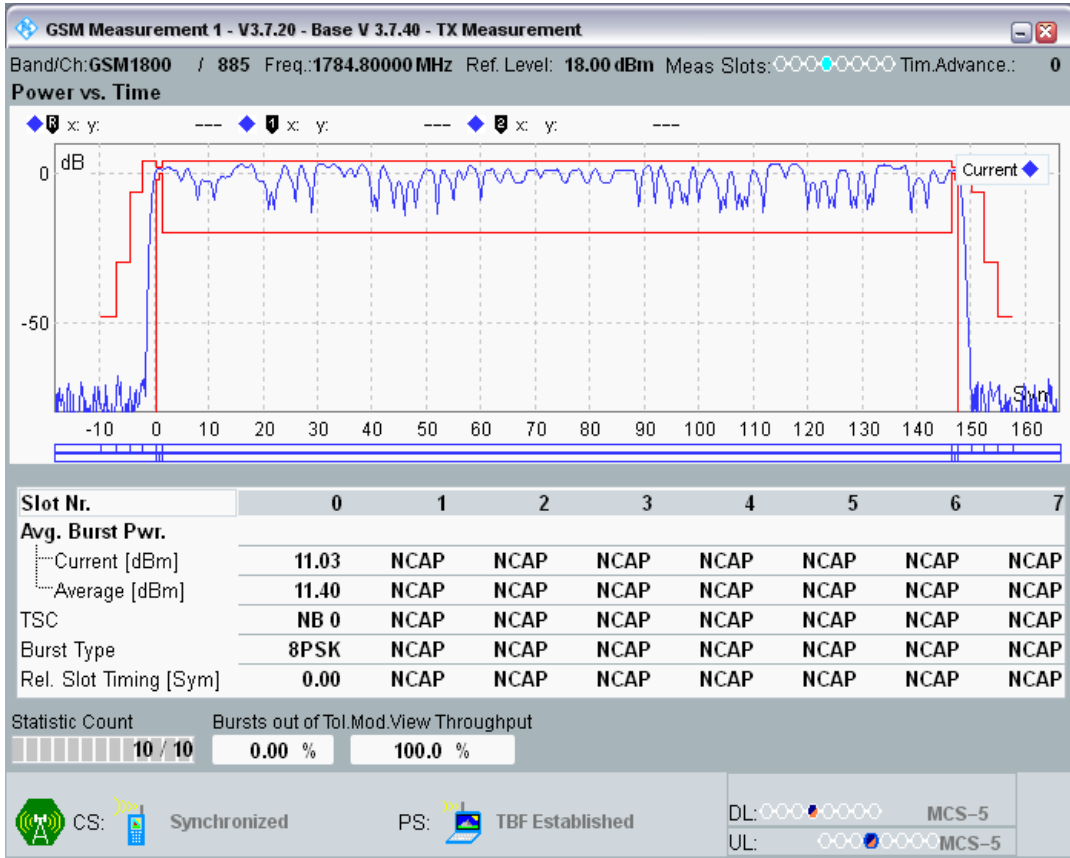 GSM Measurement 1 - V3.7.20 - Base V 3.7.40 - TX Measurement
Band/Ch:GSM1800 / 885 Freq.:1784.80000 MHz Ref. Level: 18.00 dBm Meas Slots: Tim.Advance.: 0
Power vs. Time
R x: y: --- 1 x: y: --- 2 x: y: ---
dB
Current
0
-50
Sym
-10 0 10 20 30 40 50 60 70 80 90 100 110 120 130 140 150 160
Slot Nr. 0 1 2 3 4 5 6 7
Avg. Burst Pwr.
Current [dBm] 11.03 NCAP NCAP NCAP NCAP NCAP NCAP NCAP
Average [dBm] 11.40 NCAP NCAP NCAP NCAP NCAP NCAP NCAP
TSC NB 0 NCAP NCAP NCAP NCAP NCAP NCAP NCAP
Burst Type 8PSK NCAP NCAP NCAP NCAP NCAP NCAP NCAP
Rel. Slot Timing [Sym] 0.00 NCAP NCAP NCAP NCAP NCAP NCAP NCAP
Statistic Count Bursts out of Tol.Mod.View Throughput
10 / 10 0.00 % 100.0 %
CS: Synchronized PS: TBF Established
DL: MCS-5
UL: MCS-5